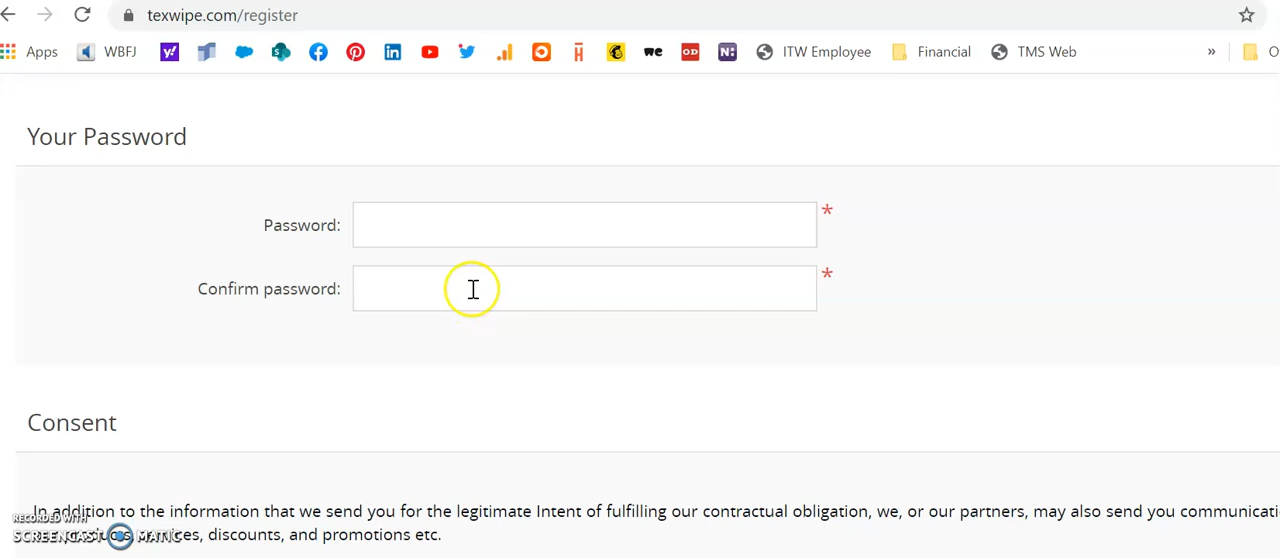 texwipe.com/register
Apps WBFJ y! we OD N: ITW Employee Financial TMS Web » O
Your Password
Password: *
Confirm password: *
Consent
In addition to the information that we send you for the legitimate Intent of fulfilling our contractual obligation, we, or our partners, may also send you communicati
RECORDED WITH
SCREENCAST MATIC
discounts, and promotions etc.